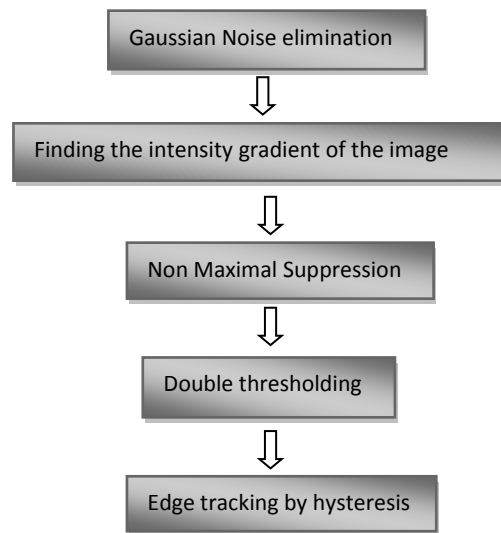 Gaussian Noise elimination
Finding the intensity gradient of the image
Non Maximal Suppression
Double thresholding
Edge tracking by hysteresis